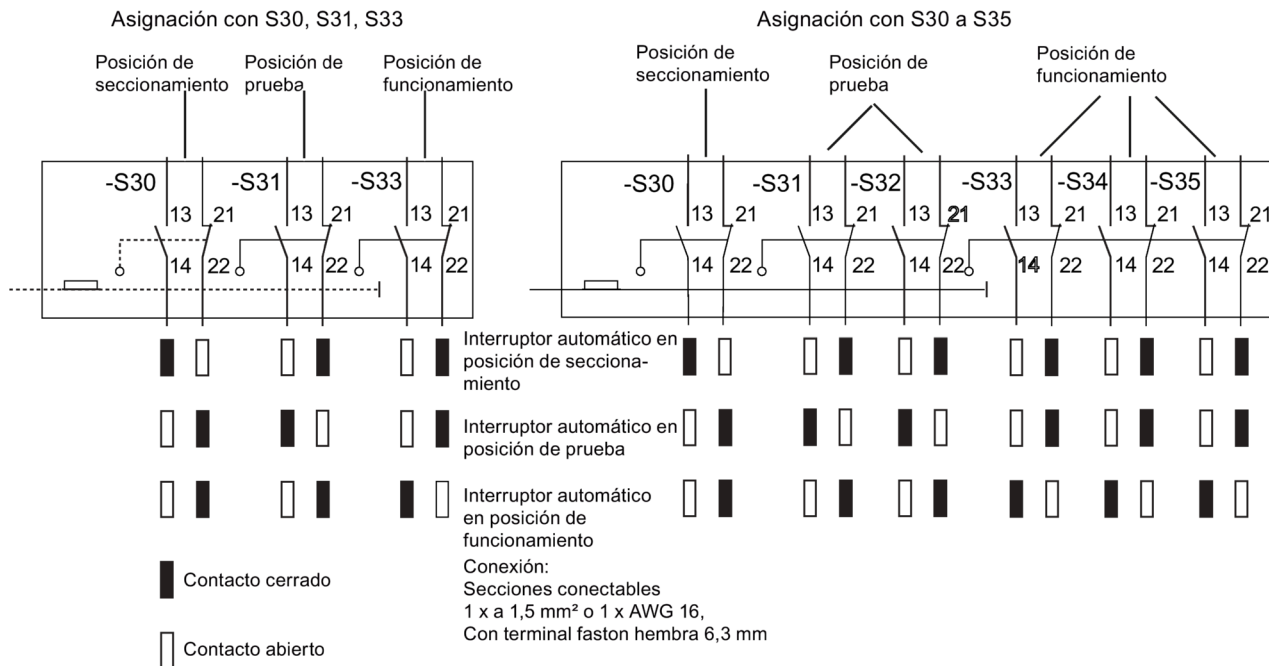 Asignación con S30, S31, S33
Asignación con S30 a S35
Posición de
seccionamiento
Posición de
prueba
Posición de
funcionamiento
Posición de
seccionamiento
Posición de
prueba
Posición de
funcionamiento
-S30 -S31 -S33
13 21 13 21 13 21
14 22 14 22 14 22
-S30 -S31 -S32 -S33 -S34 -S35
13 21 13 21 13 21 13 21 13 21 13 21
14 22 14 22 14 22 14 22 14 22 14 22
Interruptor automático en
posición de secciona-
miento
Interruptor automático en
posición de prueba
Interruptor automático
en posición de
funcionamiento
Contacto cerrado
Contacto abierto
Conexión:
Secciones conectables
1 x a 1,5 mm² o 1 x AWG 16,
Con terminal faston hembra 6,3 mm